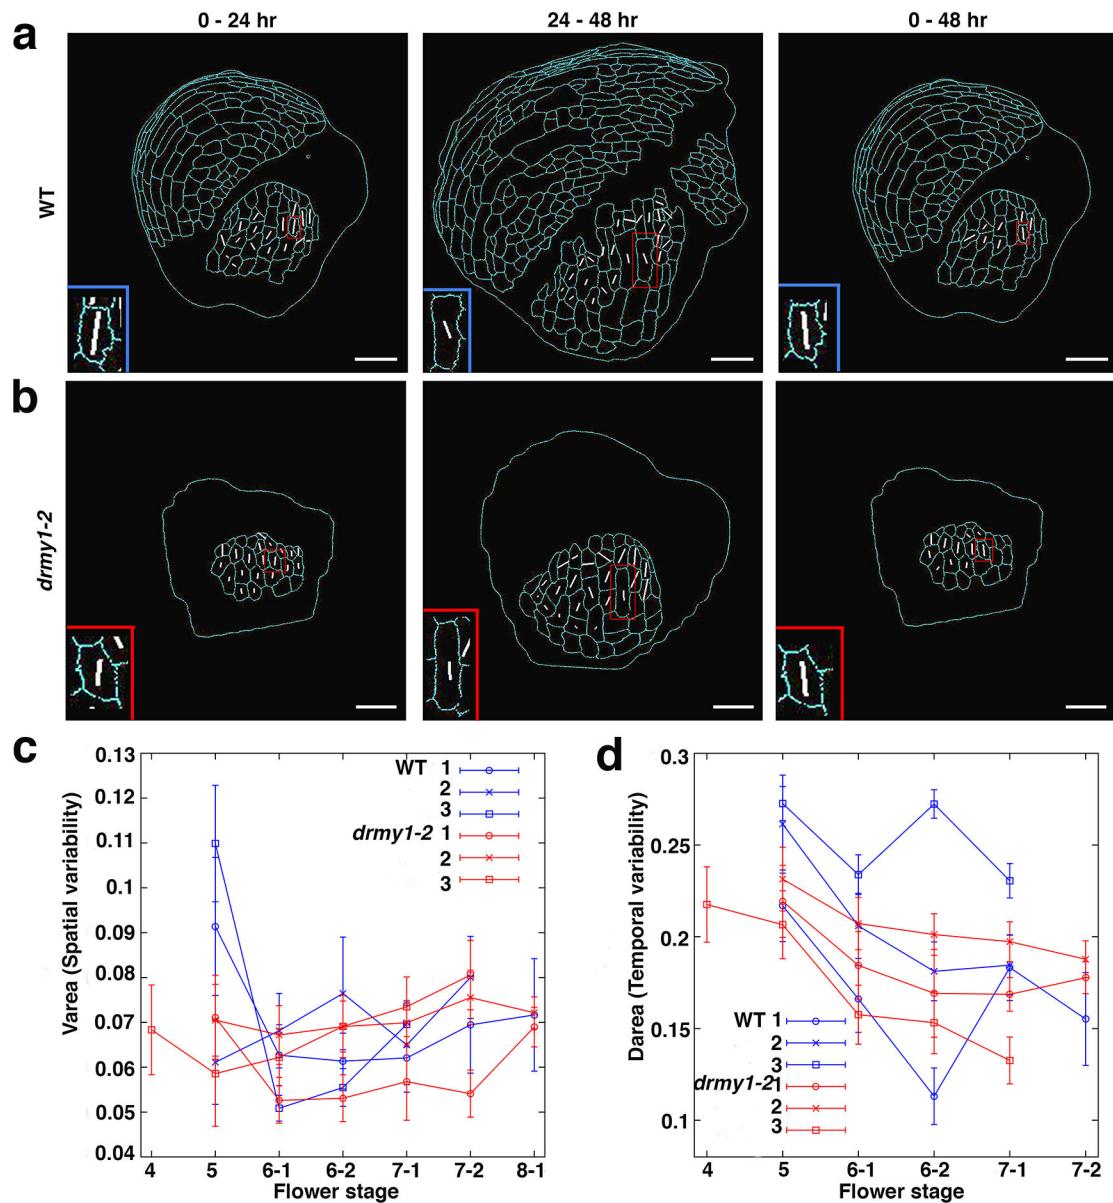 0 - 24 hr
24 - 48 hr
0 - 48 hr
a
WT
b
drmy1-2
c
0.13
0.12
0.11
0.1
0.09
0.08
0.07
0.06
0.05
0.04
Varea (Spatial variability)
WT 1
2
3
drmy1-2 1
2
3
4
5
6-1
6-2
7-1
7-2
8-1
Flower stage
d
0.3
0.25
0.2
0.15
0.1
Darea (Temporal variability)
WT 1
2
3
drmy1-2 1
2
3
4
5
6-1
6-2
7-1
7-2
Flower stage